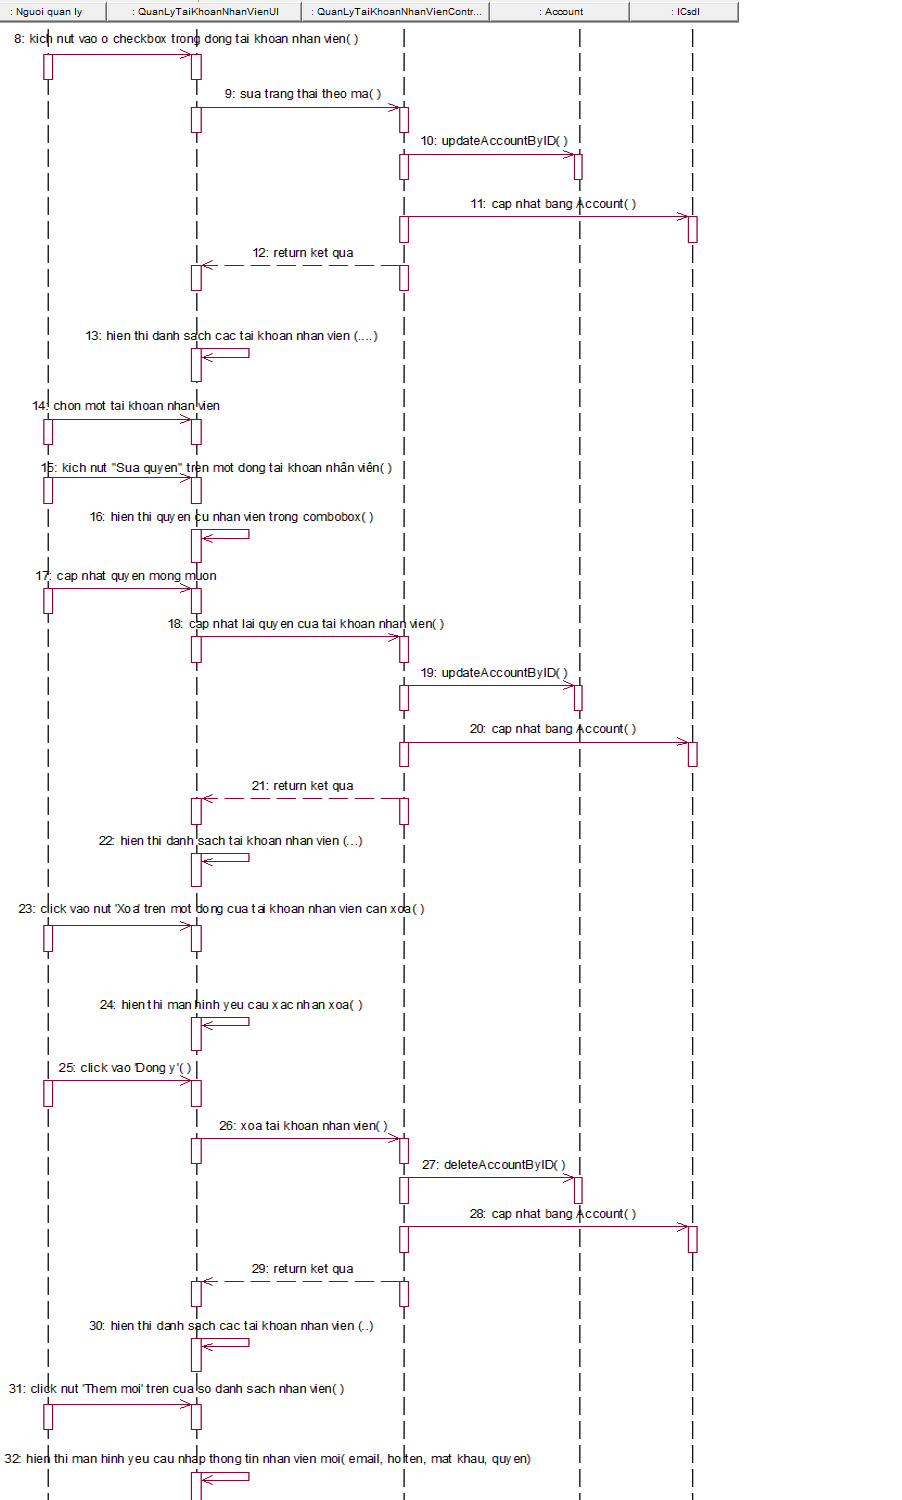 : Nguoi quan ly
: QuanLyTaiKhoanNhanVienUI
: QuanLyTaiKhoanNhanVienContr...
: Account
: ICsdl
8: kich nut vao o checkbox trong dong tai khoan nhan vien( )
9: sua trang thai theo ma( )
10: updateAccountByID( )
11: cap nhat bang Account( )
12: return ket qua
13: hien thi danh sach cac tai khoan nhan vien (....)
14: chon mot tai khoan nhan vien
15: kich nut "Sua quyen" trên mot dong tai khoan nhân viên( )
16: hien thi quyen cu nhan vien trong combobox( )
17: cap nhat quyen mong muon
18: cap nhat lai quyen cua tai khoan nhan vien( )
19: updateAccountByID( )
20: cap nhat bang Account( )
21: return ket qua
22: hien thi danh sach tai khoan nhan vien (...)
23: click vao nut 'Xoa' tren mot dong cua tai khoan nhan vien can xoa( )
24: hien thi man hinh yeu cau xac nhan xoa( )
25: click vao 'Dong y'( )
26: xoa tai khoan nhan vien( )
27: deleteAccountByID( )
28: cap nhat bang Account( )
29: return ket qua
30: hien thi danh sach cac tai khoan nhan vien (..)
31: click nut 'Them moi' tren cua so danh sach nhan vien( )
32: hien thi man hinh yeu cau nhap thong tin nhan vien moi( email, ho ten, mat khau, quyen)